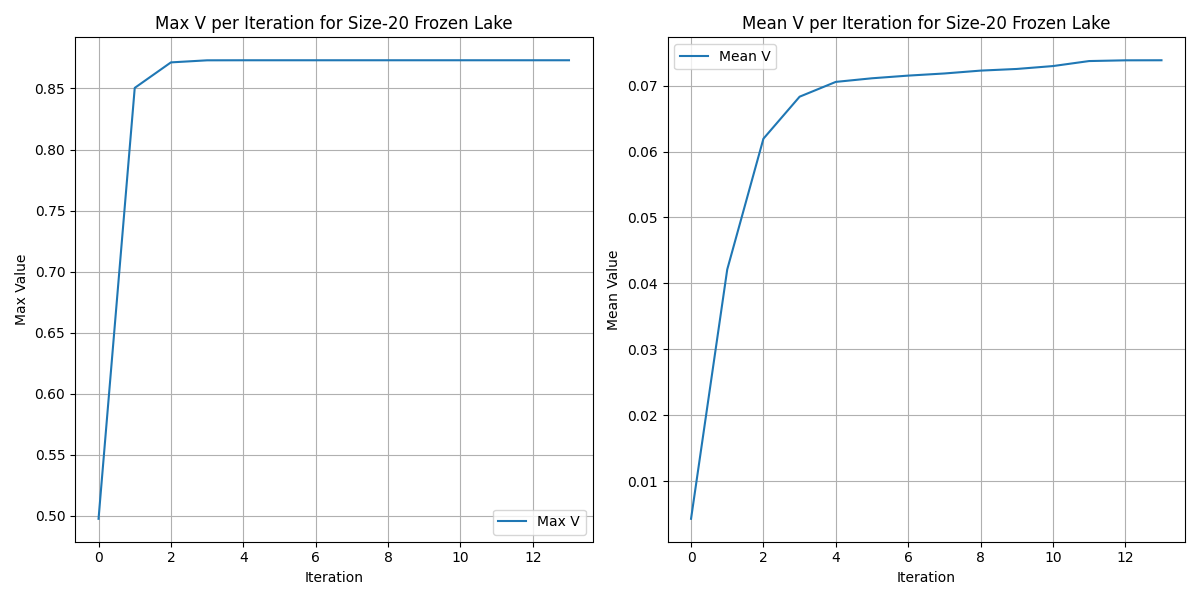 Max V per Iteration for Size-20 Frozen Lake
Max Value
0.85
0.80
0.75
0.70
0.65
0.60
0.55
0.50
Max V
0 2 4 6 8 10 12
Iteration
Mean V per Iteration for Size-20 Frozen Lake
Mean V
Mean Value
0.07
0.06
0.05
0.04
0.03
0.02
0.01
0 2 4 6 8 10 12
Iteration